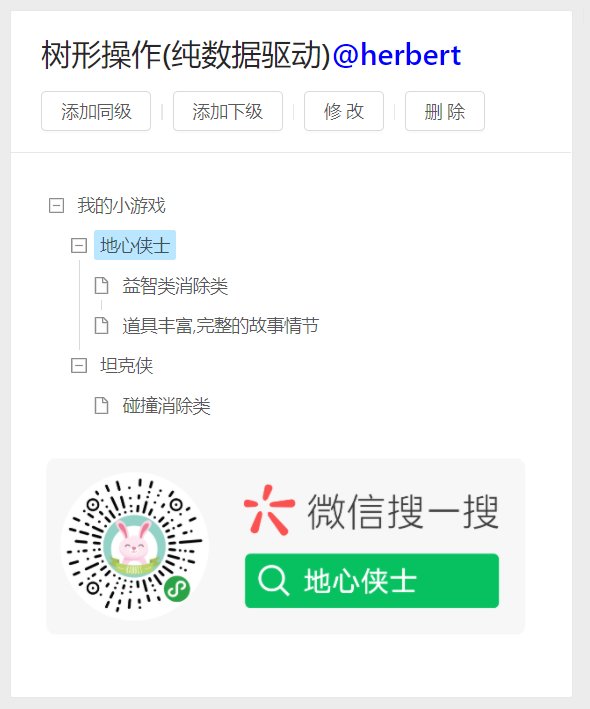 树形操作(纯数据驱动)@herbert
添加同级 添加下级 修 改 删 除
我的小游戏
地心侠士
益智类消除类
道具丰富,完整的故事情节
坦克侠
碰撞消除类
微信搜一搜
地心侠士